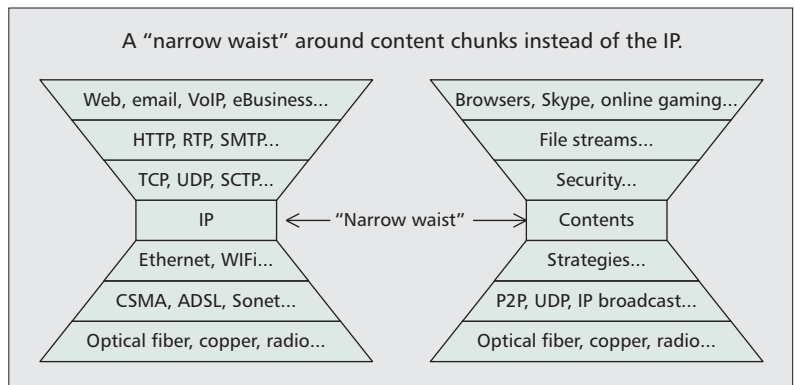 A “narrow waist” around content chunks instead of the IP.
Web, email, VoIP, eBusiness...
HTTP, RTP, SMTP...
TCP, UDP, SCTP...
IP
Ethernet, WIFi...
CSMA, ADSL, Sonet...
Optical fiber, copper, radio...
“Narrow waist”
Browsers, Skype, online gaming...
File streams...
Security...
Contents
Strategies...
P2P, UDP, IP broadcast...
Optical fiber, copper, radio...